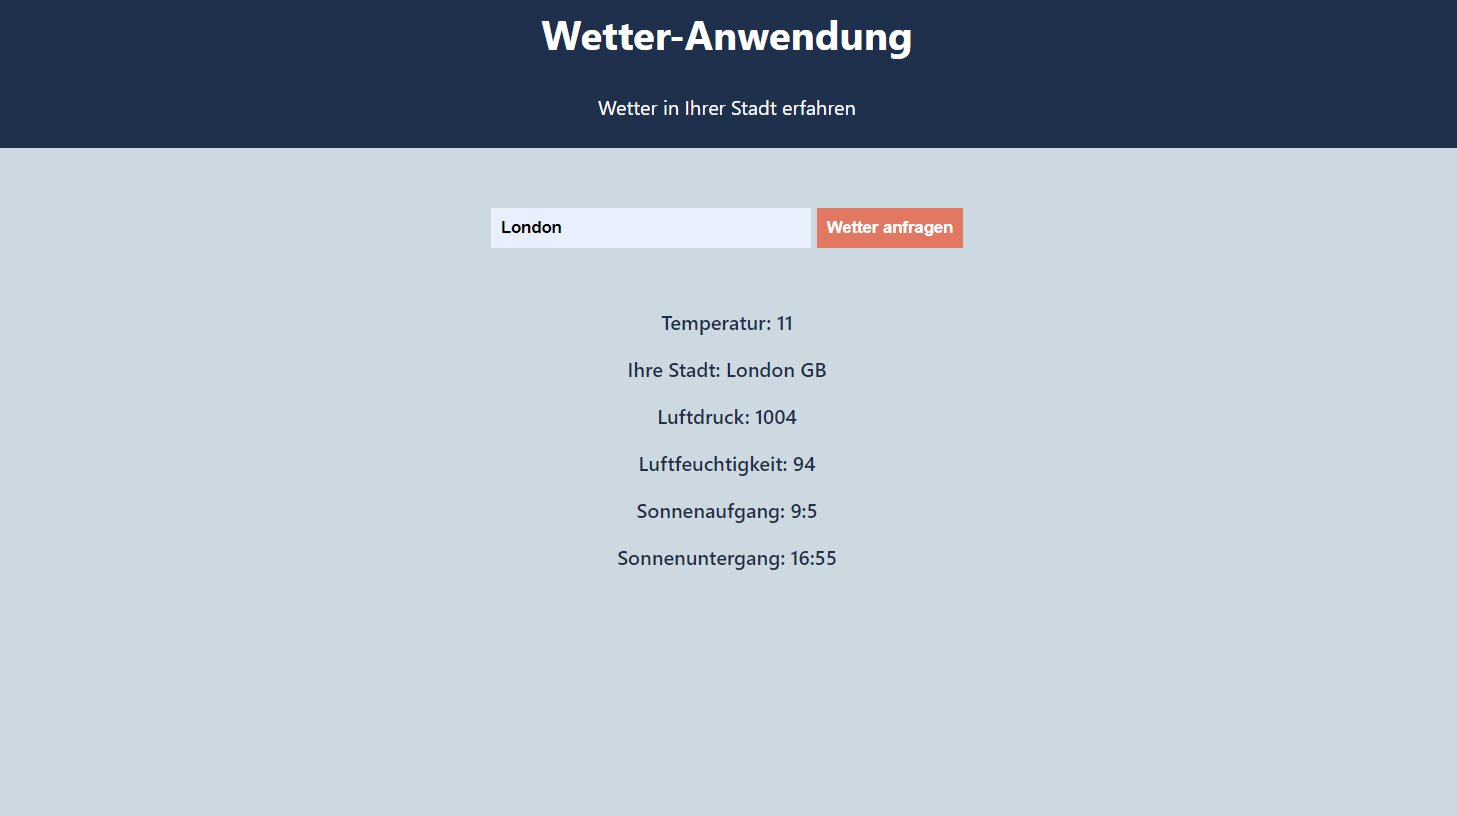 Wetter-Anwendung
Wetter in Ihrer Stadt erfahren
London Wetter anfragen
Temperatur: 11
Ihre Stadt: London GB
Luftdruck: 1004
Luftfeuchtigkeit: 94
Sonnenaufgang: 9:5
Sonnenuntergang: 16:55